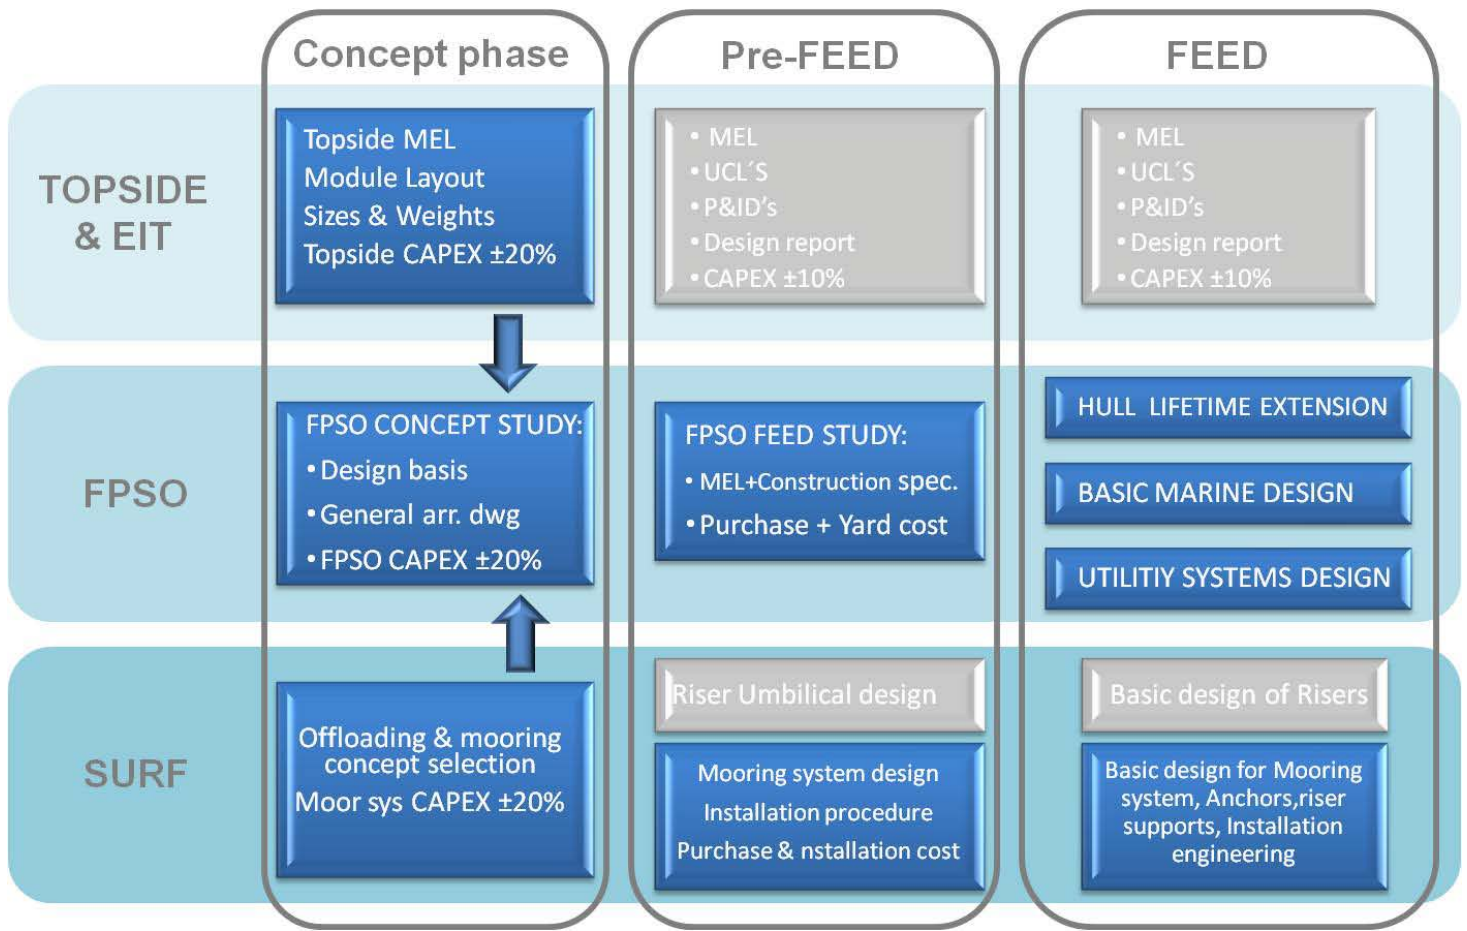 Concept phase
Pre-FEED
FEED
TOPSIDE
& EIT
Topside MEL
Module Layout
Sizes & Weights
Topside CAPEX ±20%
• MEL
• UCL´S
• P&ID’s
• Design report
• CAPEX ±10%
• MEL
• UCL´S
• P&ID’s
• Design report
• CAPEX ±10%
FPSO
FPSO CONCEPT STUDY:
• Design basis
• General arr. dwg
• FPSO CAPEX ±20%
FPSO FEED STUDY:
• MEL+Construction spec.
• Purchase + Yard cost
HULL LIFETIME EXTENSION
BASIC MARINE DESIGN
UTILITIY SYSTEMS DESIGN
SURF
Offloading & mooring
concept selection
Moor sys CAPEX ±20%
Riser Umbilical design
Mooring system design
Installation procedure
Purchase & nstallation cost
Basic design of Risers
Basic design for Mooring
system, Anchors,riser
supports, Installation
engineering